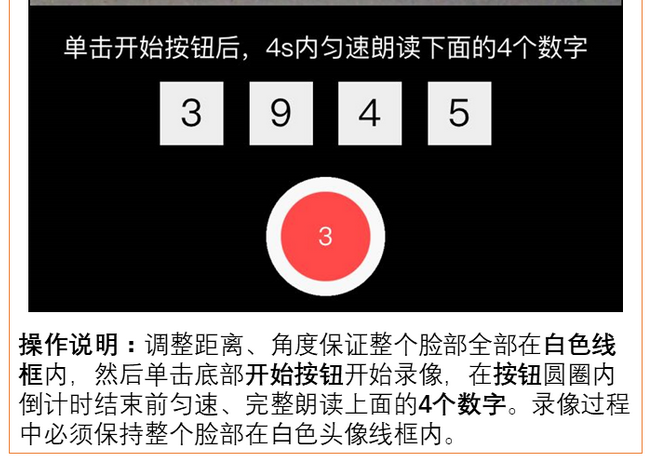 单击开始按钮后，4s内匀速朗读下面的4个数字
3 9 4 5
3
操作说明：调整距离、角度保证整个脸部全部在白色线
框内，然后单击底部开始按钮开始录像，在按钮圆圈内
倒计时结束前匀速、完整朗读上面的4个数字。录像过程
中必须保持整个脸部在白色头像线框内。